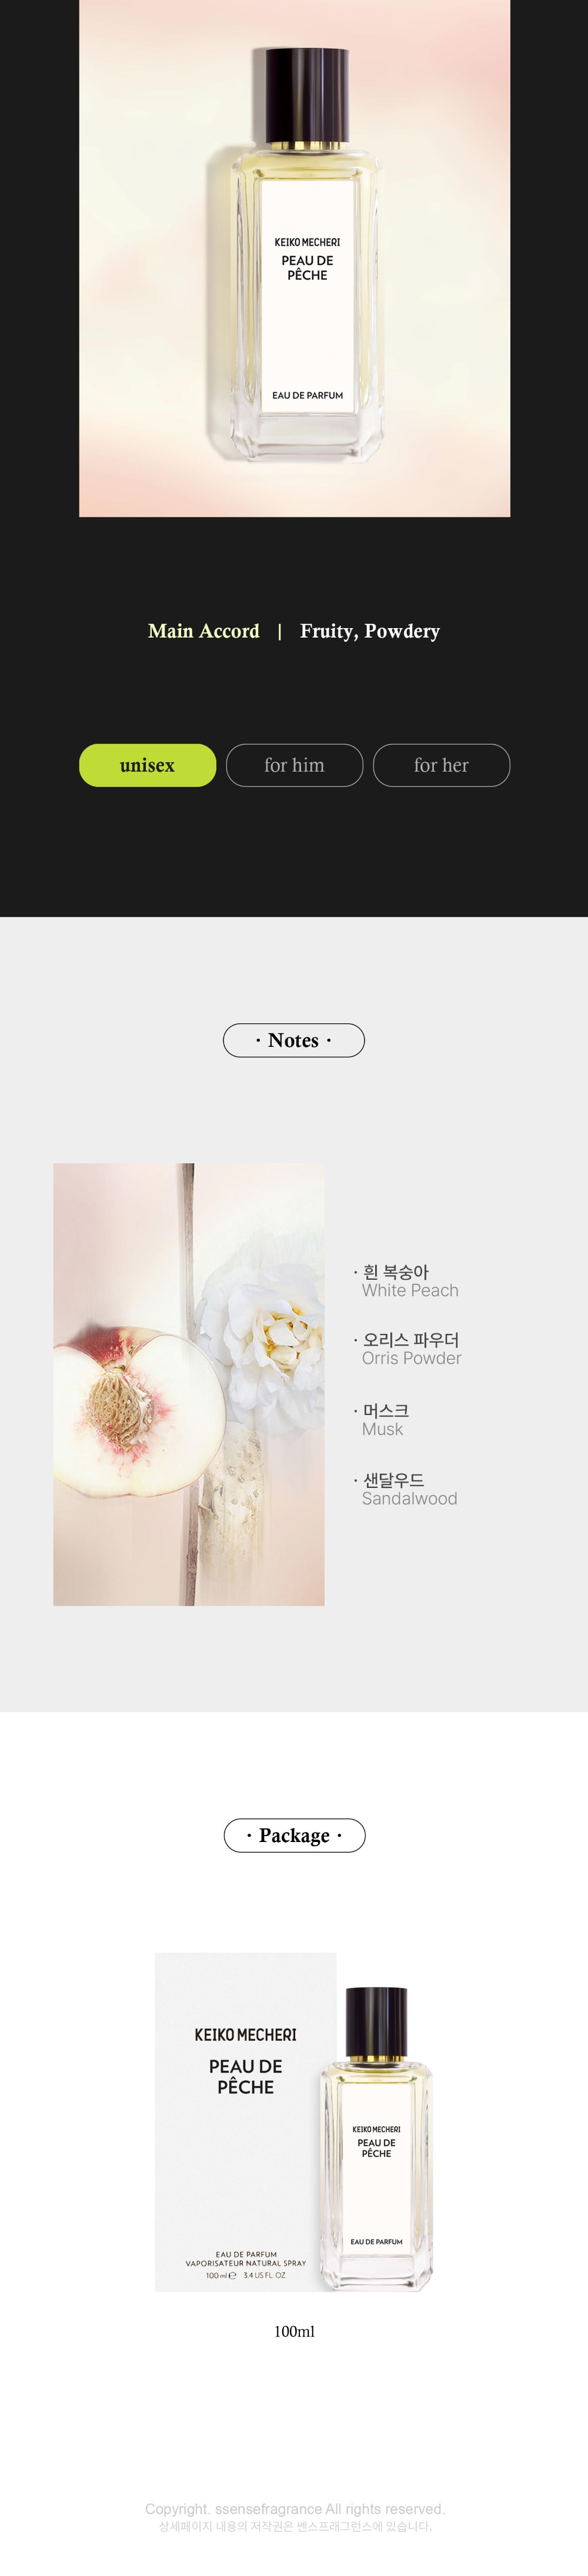 KEIKO MECHERI
PEAU DE
PÊCHE
EAU DE PARFUM
Main Accord | Fruity, Powdery
unisex
for him
for her
· Notes ·
· 흰 복숭아
White Peach
· 오리스 파우더
Orris Powder
· 머스크
Musk
· 샌달우드
Sandalwood
· Package ·
KEIKO MECHERI
PEAU DE
PÊCHE
EAU DE PARFUM
VAPORISATEUR NATURAL SPRAY
100 ml ℮ 3.4 US FL OZ
KEIKO MECHERI
PEAU DE
PÊCHE
EAU DE PARFUM
100ml
Copyright. ssensefragrance All rights reserved.
상세페이지 내용의 저작권은 쎈스프래그런스에 있습니다.